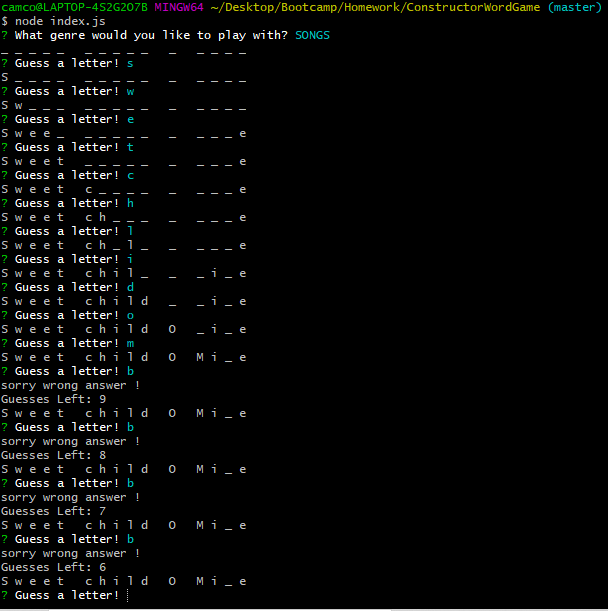 camco@LAPTOP-4S2G2O7B MINGW64 ~/Desktop/Bootcamp/Homework/ConstructorWordGame (master)
$ node index.js
? What genre would you like to play with? SONGS
_ _ _ _ _   _ _ _ _ _   _   _ _ _ _
? Guess a letter! s
S _ _ _ _   _ _ _ _ _   _   _ _ _ _
? Guess a letter! w
S w _ _ _   _ _ _ _ _   _   _ _ _ _
? Guess a letter! e
S w e e _   _ _ _ _ _   _   _ _ _ e
? Guess a letter! t
S w e e t   _ _ _ _ _   _   _ _ _ e
? Guess a letter! c
S w e e t   c _ _ _ _   _   _ _ _ e
? Guess a letter! h
S w e e t   c h _ _ _   _   _ _ _ e
? Guess a letter! l
S w e e t   c h _ l _   _   _ _ _ e
? Guess a letter! i
S w e e t   c h i l _   _   _ i _ e
? Guess a letter! d
S w e e t   c h i l d   _   _ i _ e
? Guess a letter! o
S w e e t   c h i l d   O   _ i _ e
? Guess a letter! m
S w e e t   c h i l d   O   M i _ e
? Guess a letter! b
sorry wrong answer !
Guesses Left: 9
S w e e t   c h i l d   O   M i _ e
? Guess a letter! b
sorry wrong answer !
Guesses Left: 8
S w e e t   c h i l d   O   M i _ e
? Guess a letter! b
sorry wrong answer !
Guesses Left: 7
S w e e t   c h i l d   O   M i _ e
? Guess a letter! b
sorry wrong answer !
Guesses Left: 6
S w e e t   c h i l d   O   M i _ e
? Guess a letter!